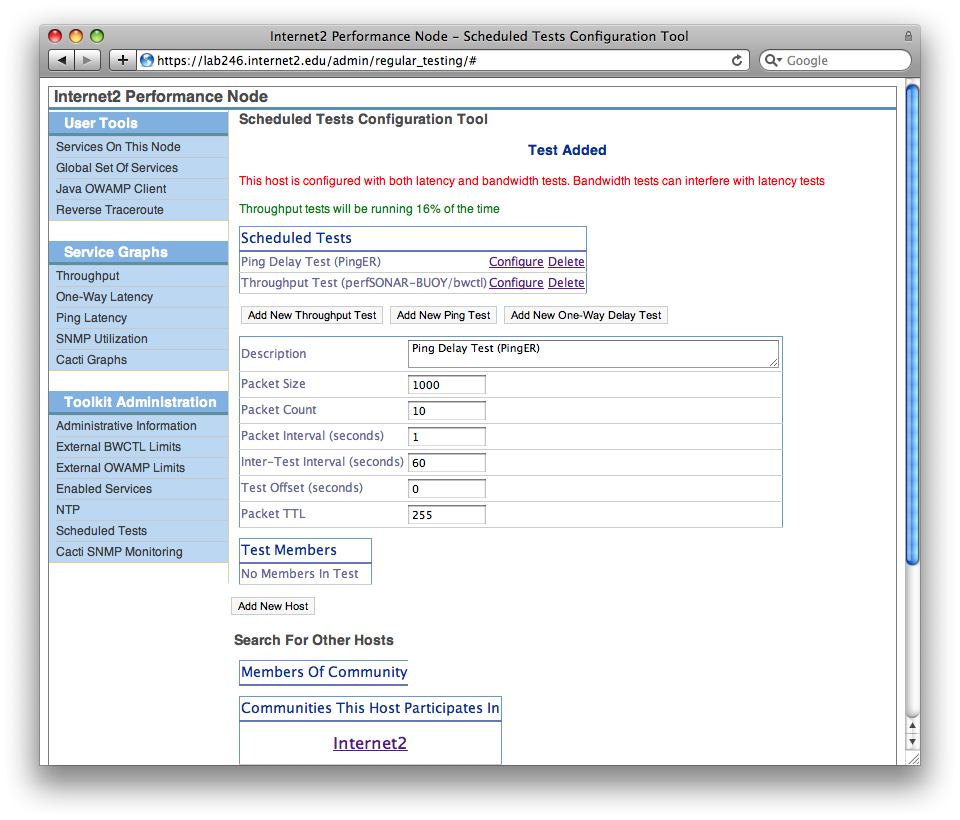 Internet2 Performance Node - Scheduled Tests Configuration Tool
https://lab246.internet2.edu/admin/regular_testing/#
Google
Internet2 Performance Node
User Tools
Services On This Node
Global Set Of Services
Java OWAMP Client
Reverse Traceroute
Service Graphs
Throughput
One-Way Latency
Ping Latency
SNMP Utilization
Cacti Graphs
Toolkit Administration
Administrative Information
External BWCTL Limits
External OWAMP Limits
Enabled Services
NTP
Scheduled Tests
Cacti SNMP Monitoring
Scheduled Tests Configuration Tool
Test Added
This host is configured with both latency and bandwidth tests. Bandwidth tests can interfere with latency tests
Throughput tests will be running 16% of the time
Scheduled Tests
Ping Delay Test (PingER) Configure Delete
Throughput Test (perfSONAR-BUOY/bwctl) Configure Delete
Add New Throughput Test Add New Ping Test Add New One-Way Delay Test
Description Ping Delay Test (PingER)
Packet Size 1000
Packet Count 10
Packet Interval (seconds) 1
Inter-Test Interval (seconds) 60
Test Offset (seconds) 0
Packet TTL 255
Test Members
No Members In Test
Add New Host
Search For Other Hosts
Members Of Community
Communities This Host Participates In
Internet2